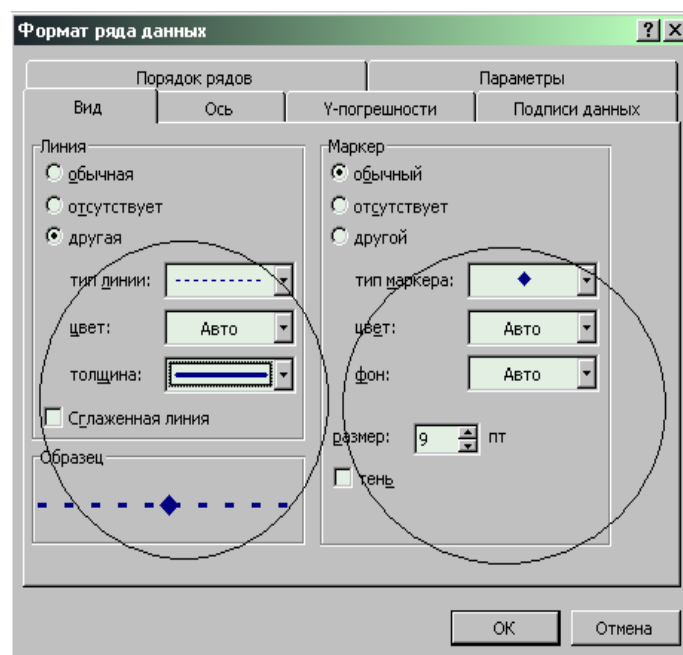 Формат ряда данных
Порядок рядов
Параметры
Вид
Ось
Y-погрешности
Подписи данных
Линия
обычная
отсутствует
другая
тип линии:
цвет:
Авто
толщина:
Сглаженная линия
Образец
Маркер
обычный
отсутствует
другой
тип маркера:
цвет:
Авто
фон:
Авто
размер:
9
пт
тень
ОК
Отмена